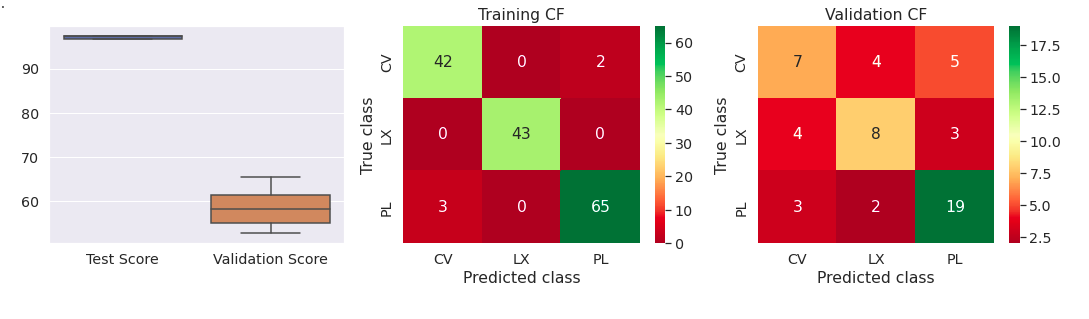 .
90
80
70
60
Test Score
Validation Score
Training CF
True class
CV
LX
PL
42
0
2
0
43
0
3
0
65
CV
LX
PL
Predicted class
60
50
40
30
20
10
0
Validation CF
True class
CV
LX
PL
7
4
5
4
8
3
3
2
19
CV
LX
PL
Predicted class
17.5
15.0
12.5
10.0
7.5
5.0
2.5